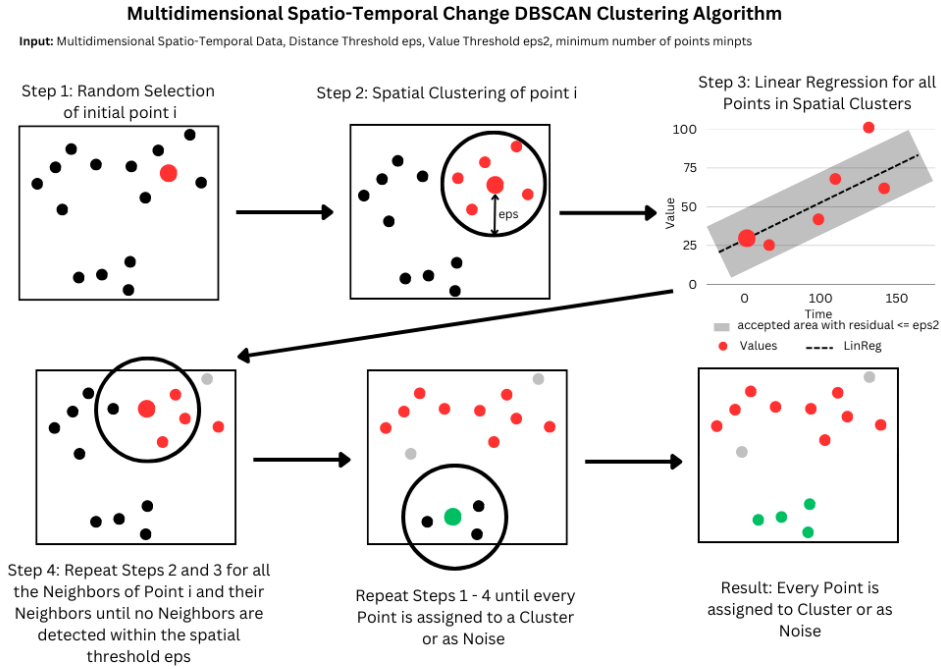 Multidimensional Spatio-Temporal Change DBSCAN Clustering Algorithm
Input: Multidimensional Spatio-Temporal Data, Distance Threshold eps, Value Threshold eps2, minimum number of points minpts
Step 1: Random Selection
of initial point i
Step 2: Spatial Clustering of point i
eps
Step 3: Linear Regression for all
Points in Spatial Clusters
100
75
50
25
0
Value
0
100
150
Time
accepted area with residual <= eps2
Values
LinReg
Step 4: Repeat Steps 2 and 3 for all
the Neighbors of Point i and their
Neighbors until no Neighbors are
detected within the spatial
threshold eps
Repeat Steps 1 - 4 until every
Point is assigned to a Cluster
or as Noise
Result: Every Point is
assigned to Cluster or as
Noise